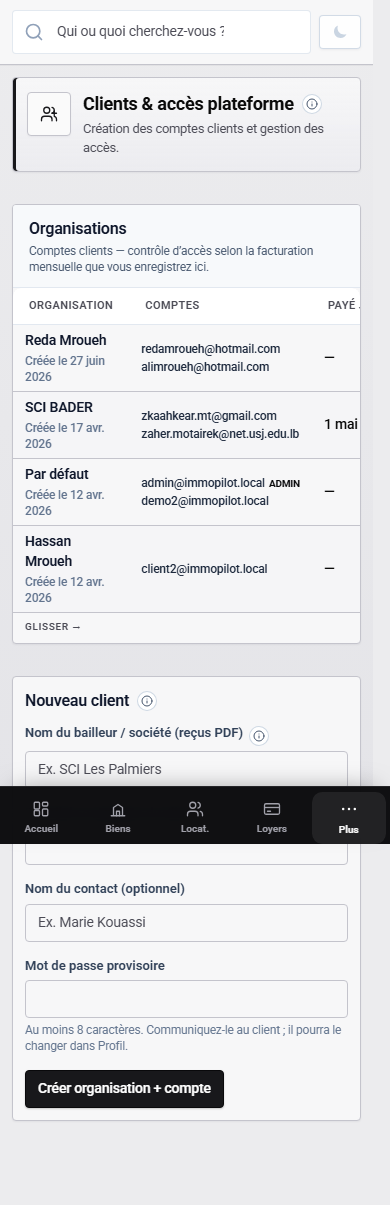 Qui ou quoi cherchez-vous ?
Clients & accès plateforme
Création des comptes clients et gestion des
accès.
Organisations
Comptes clients — contrôle d'accès selon la facturation
mensuelle que vous enregistrez ici.
ORGANISATION COMPTES PAYÉ
Reda Mroueh
Créée le 27 juin
2026
redamroueh@hotmail.com
alimroueh@hotmail.com
—
SCI BADER
Créée le 17 avr.
2026
zkaahkear.mt@gmail.com
zaher.motairek@net.usj.edu.lb
1 mai
Par défaut
Créée le 12 avr.
2026
admin@immopilot.local ADMIN
demo2@immopilot.local
—
Hassan
Mroueh
Créée le 12 avr.
2026
client2@immopilot.local
—
GLISSER →
Nouveau client
Nom du bailleur / société (reçus PDF)
Ex. SCI Les Palmiers
Accueil Biens Locat. Loyers Plus
Nom du contact (optionnel)
Ex. Marie Kouassi
Mot de passe provisoire
Au moins 8 caractères. Communiquez-le au client ; il pourra le
changer dans Profil.
Créer organisation + compte